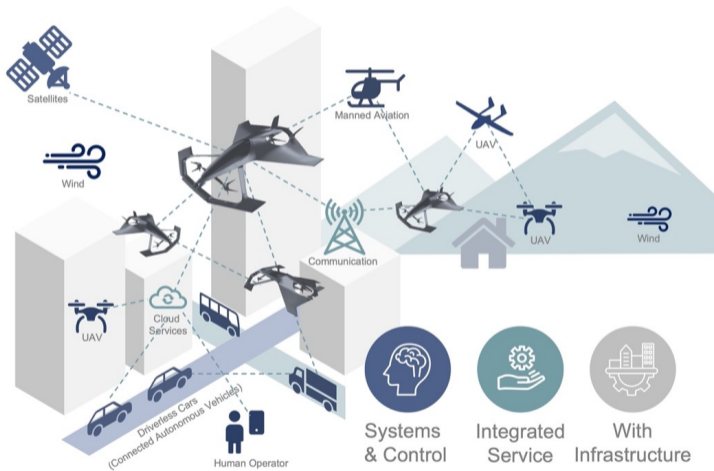 Satellites
Manned Aviation
UAV
Wind
UAV
Wind
Communication
Cloud
Services
UAV
Driverless Cars
(Connected Autonomous Vehicles)
Human Operator
Systems
& Control
Integrated
Service
With
Infrastructure